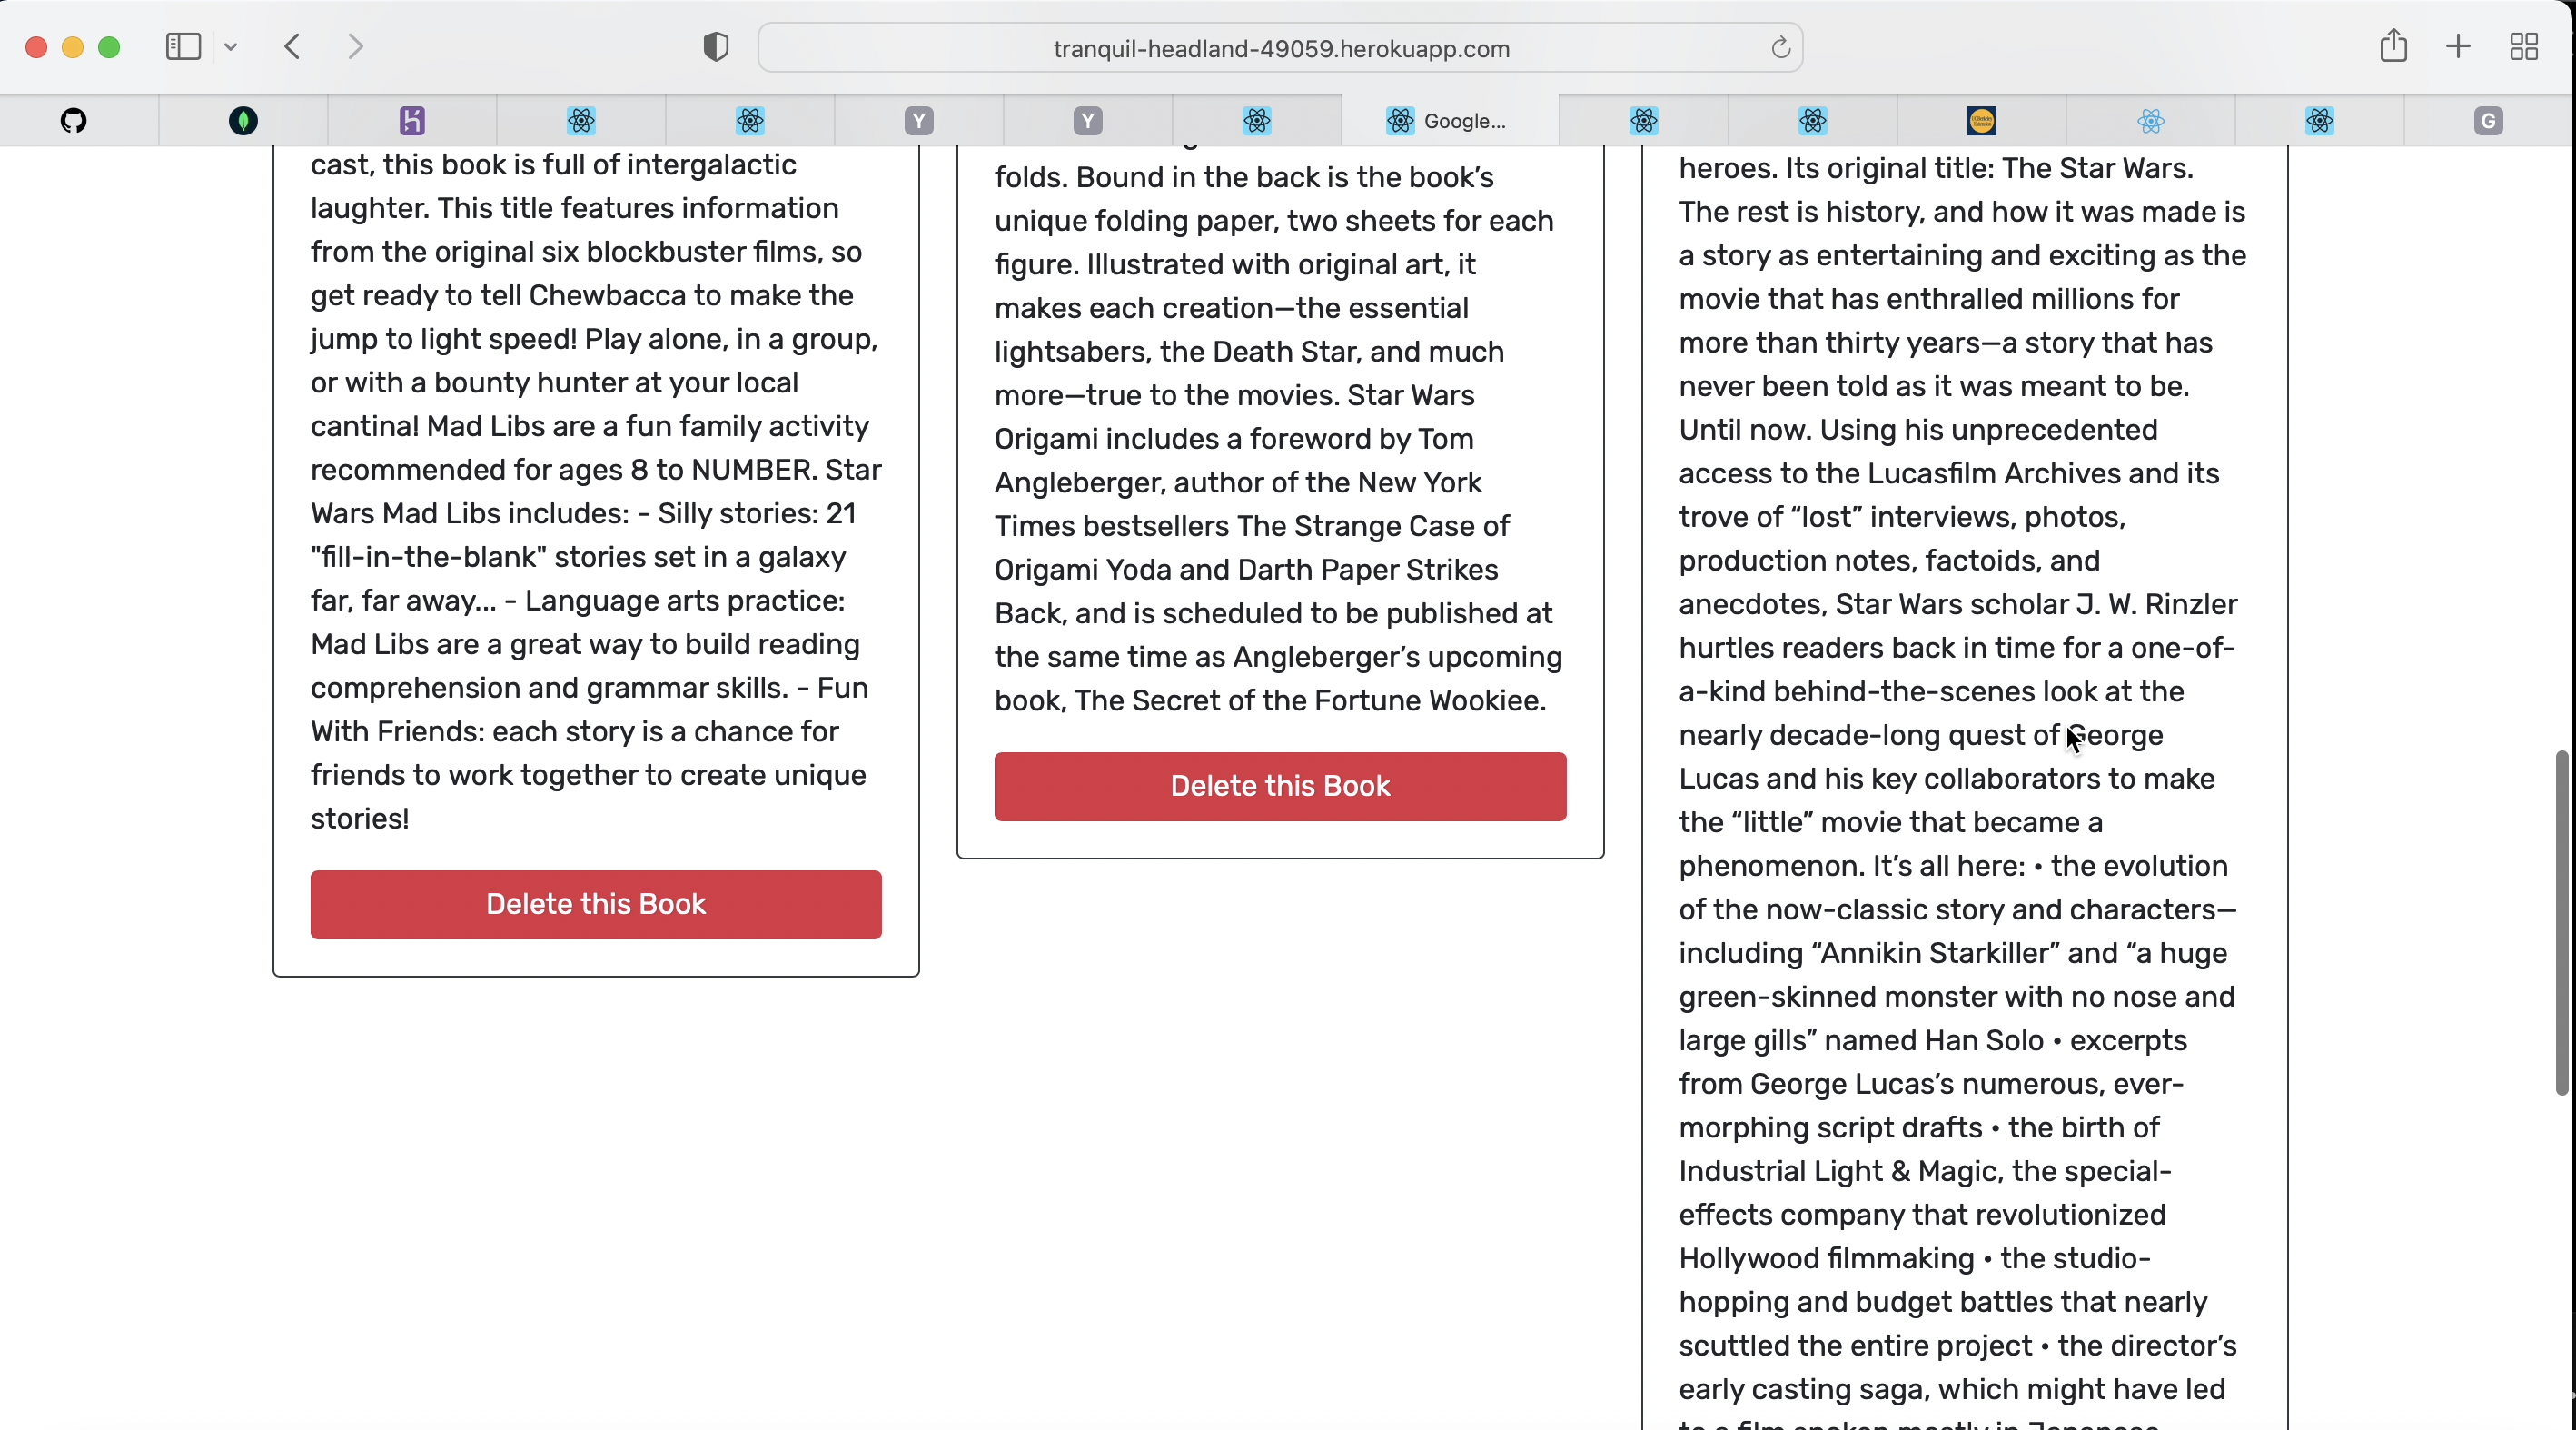 tranquil-headland-49059.herokuapp.com
Y
Y
Google...
G
cast, this book is full of intergalactic
laughter. This title features information
from the original six blockbuster films, so
get ready to tell Chewbacca to make the
jump to light speed! Play alone, in a group,
or with a bounty hunter at your local
cantina! Mad Libs are a fun family activity
recommended for ages 8 to NUMBER. Star
Wars Mad Libs includes: - Silly stories: 21
"fill-in-the-blank" stories set in a galaxy
far, far away... - Language arts practice:
Mad Libs are a great way to build reading
comprehension and grammar skills. - Fun
With Friends: each story is a chance for
friends to work together to create unique
stories!
Delete this Book
folds. Bound in the back is the book’s
unique folding paper, two sheets for each
figure. Illustrated with original art, it
makes each creation—the essential
lightsabers, the Death Star, and much
more—true to the movies. Star Wars
Origami includes a foreword by Tom
Angleberger, author of the New York
Times bestsellers The Strange Case of
Origami Yoda and Darth Paper Strikes
Back, and is scheduled to be published at
the same time as Angleberger’s upcoming
book, The Secret of the Fortune Wookiee.
Delete this Book
heroes. Its original title: The Star Wars.
The rest is history, and how it was made is
a story as entertaining and exciting as the
movie that has enthralled millions for
more than thirty years—a story that has
never been told as it was meant to be.
Until now. Using his unprecedented
access to the Lucasfilm Archives and its
trove of “lost” interviews, photos,
production notes, factoids, and
anecdotes, Star Wars scholar J. W. Rinzler
hurtles readers back in time for a one-of-
a-kind behind-the-scenes look at the
nearly decade-long quest of George
Lucas and his key collaborators to make
the “little” movie that became a
phenomenon. It’s all here: • the evolution
of the now-classic story and characters—
including “Annikin Starkiller” and “a huge
green-skinned monster with no nose and
large gills” named Han Solo • excerpts
from George Lucas’s numerous, ever-
morphing script drafts • the birth of
Industrial Light & Magic, the special-
effects company that revolutionized
Hollywood filmmaking • the studio-
hopping and budget battles that nearly
scuttled the entire project • the director’s
early casting saga, which might have led
to a film spoken mostly in Japanese